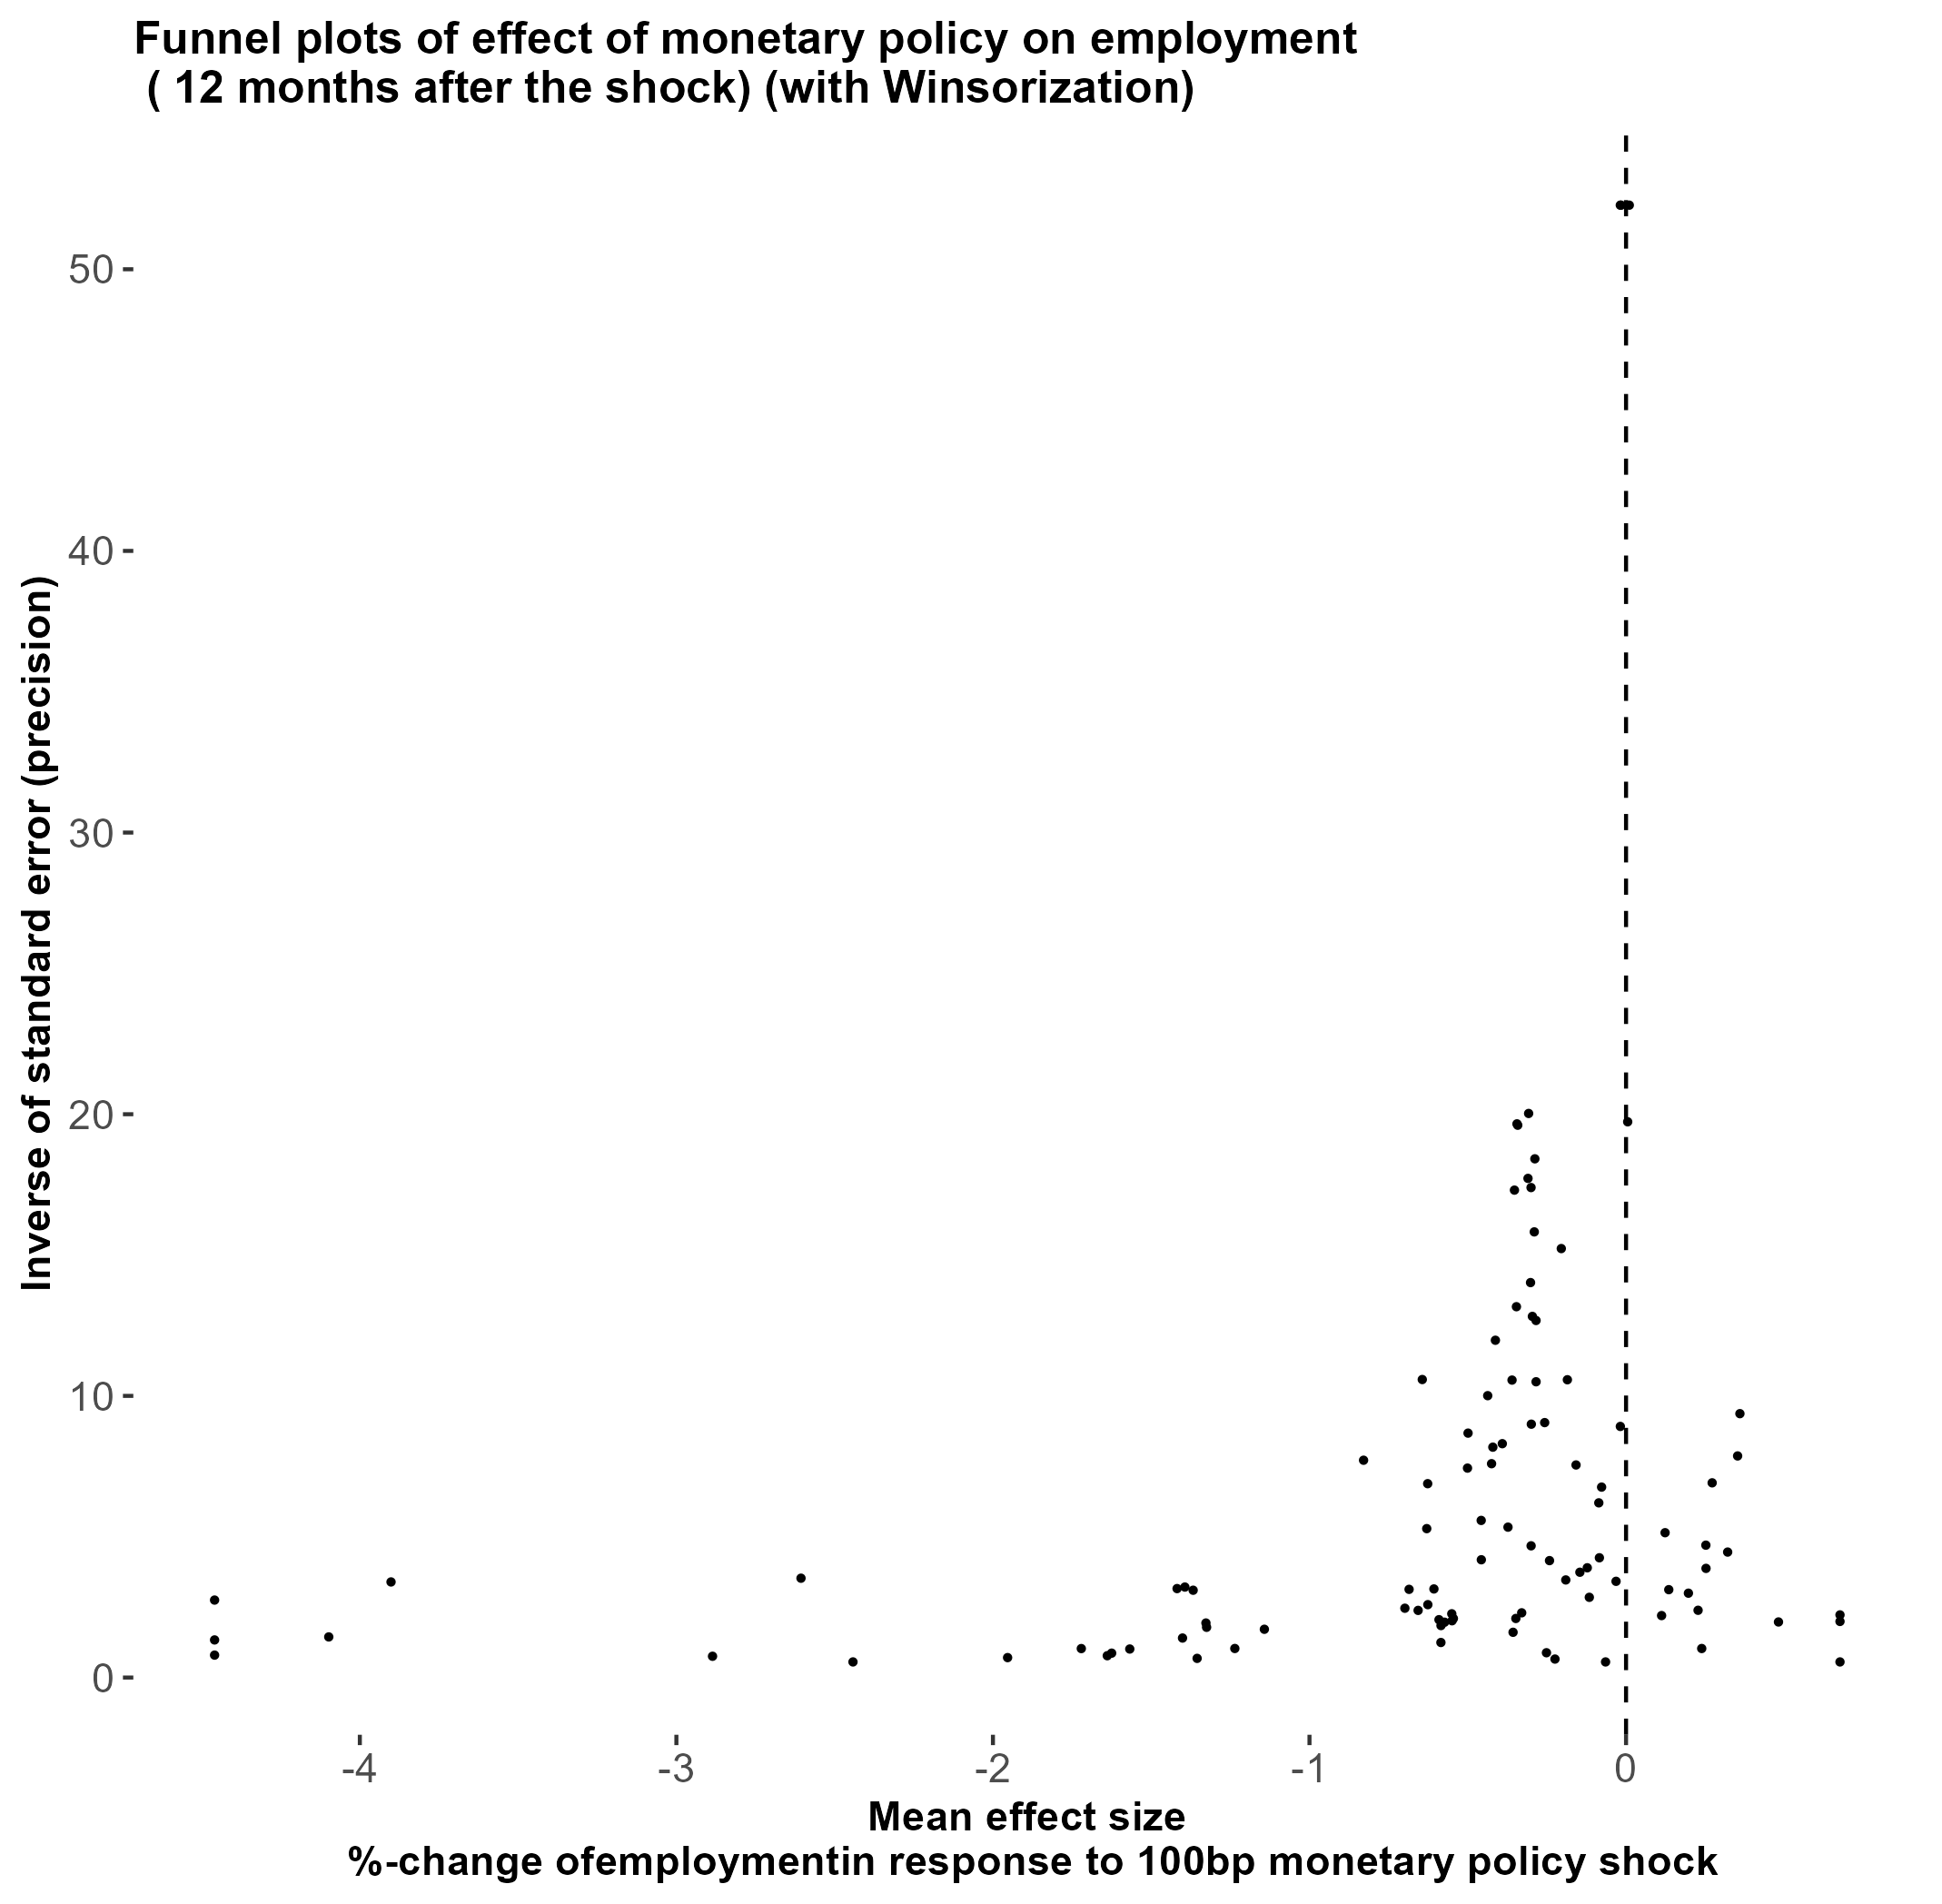 Funnel plots of effect of monetary policy on employment
( 12 months after the shock) (with Winsorization)
Inverse of standard error (precision)
50
40
30
20
10
0
-4
-3
-2
-1
0
Mean effect size
%-change ofemploymentin response to 100bp monetary policy shock